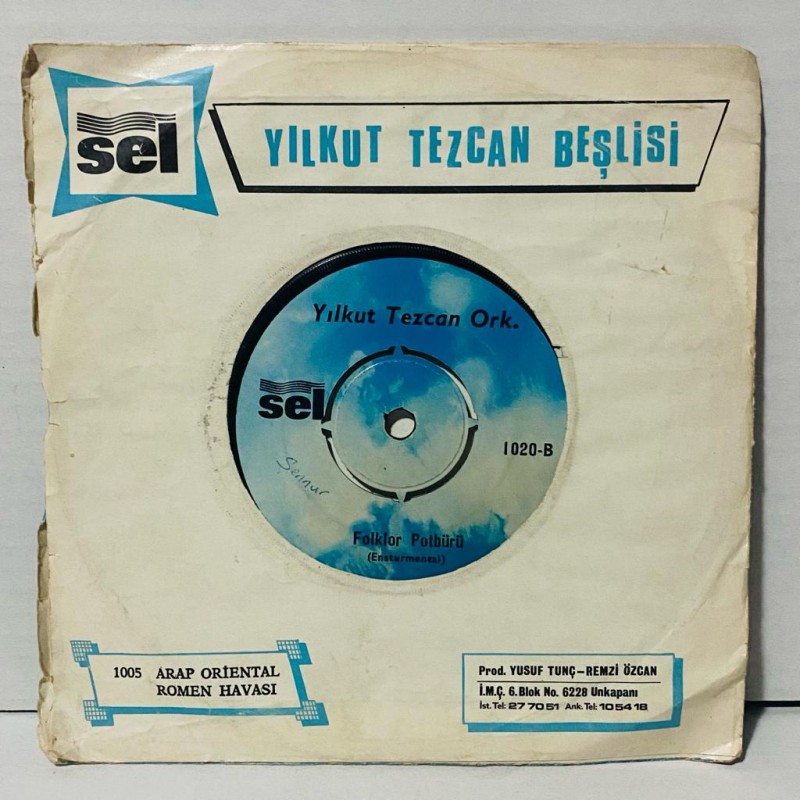 sel
YILKUT TEZCAN BEŞLİSİ
Yılkut Tezcan Ork.
sel
1020-B
Şennur
Folklor Potbürü
(Ensturmental)
1005 ARAP ORİENTAL
ROMEN HAVASI
Prod. YUSUF TUNÇ-REMZİ ÖZCAN
İ.M.Ç. 6.Blok No. 6228 Unkapanı
İst.Tel: 27 70 51 Ank.Tel: 10 54 18